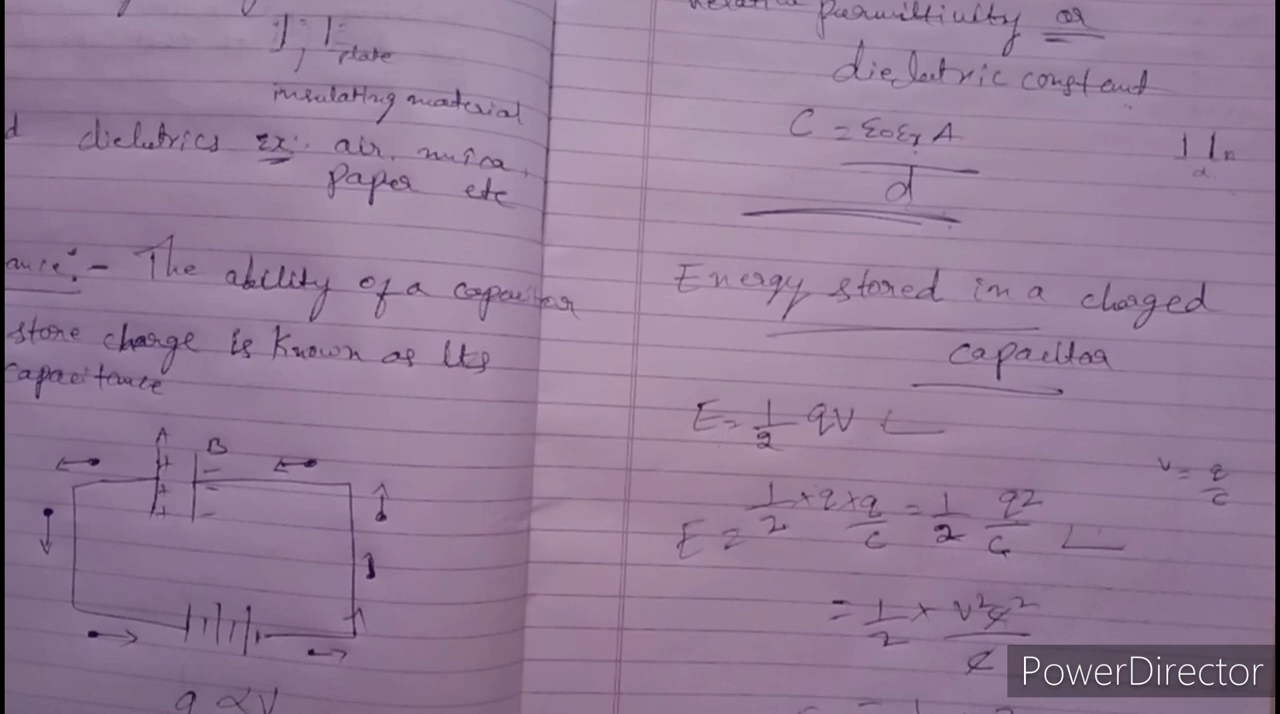 plate
insulating material
d dielectrics Ex:. air, mica,
paper etc
ance:- The ability of a capacitor
store charge is known as its
capacitance
A B
+ -
+ -
+ -
q ∝ V
permittivity or
dielectric constant
C = ε0εr A
d
Energy stored in a charged
capacitor
E = 1/2 qV
V = q/C
E = 1/2 × q × q/C = 1/2 q2/C
= 1/2 × V2C2/C
PowerDirector